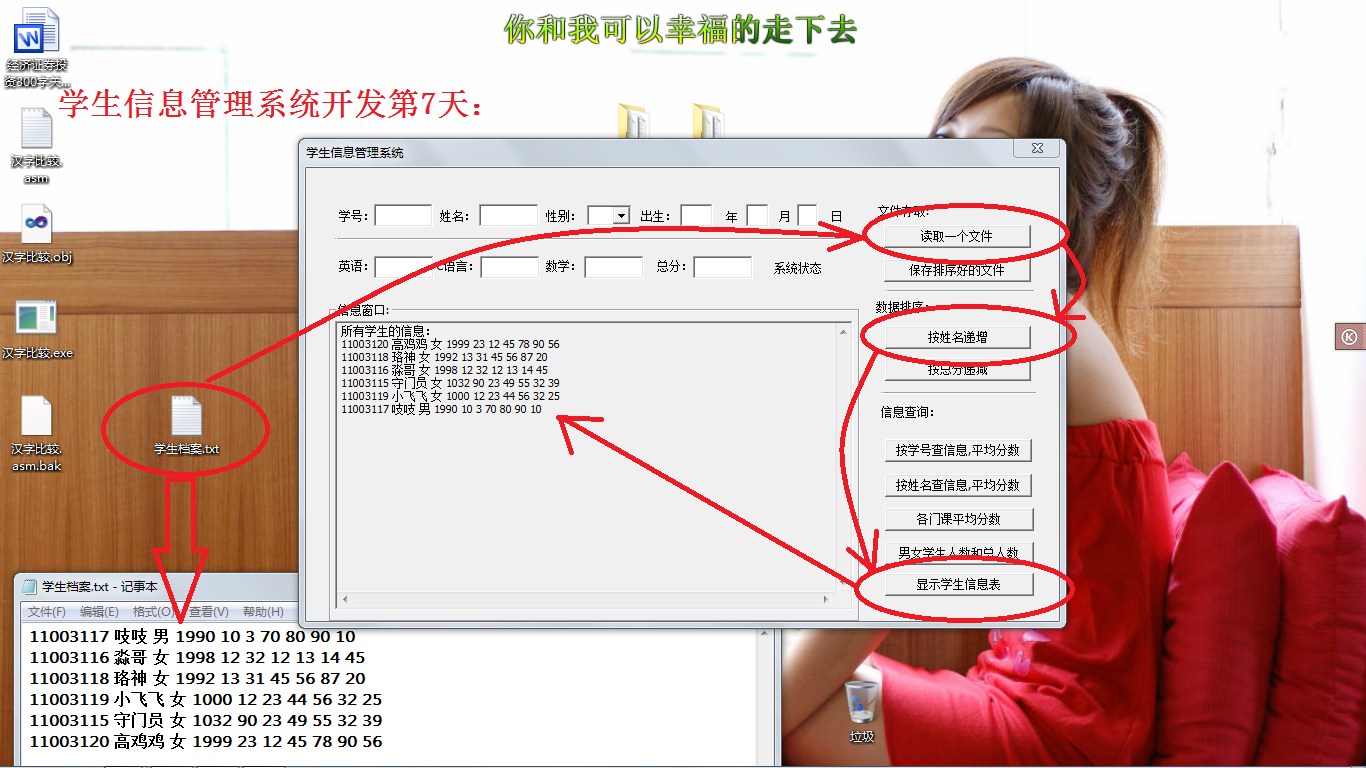 你和我可以幸福的走下去
经济证券投
资300字关...
学生信息管理系统开发第7天：
汉字比较.
asm
汉字比较.obj
汉字比较.exe
汉字比较.
asm.bak
学生档案.txt
学生信息管理系统
学号： 姓名： 性别： 出生： 年 月 日
英语： C语言： 数学： 总分： 系统状态
文件存取:
读取一个文件
保存排序好的文件
数据排序:
按姓名递增
按总分递减
信息查询:
按学号查信息,平均分数
按姓名查信息,平均分数
各门课平均分数
男女学生人数和总人数
显示学生信息表
信息窗口:
所有学生的信息：
11003120 高鸡鸡 女 1999 23 12 45 78 90 56
11003118 珞神 女 1992 13 31 45 56 87 20
11003116 淼哥 女 1998 12 32 12 13 14 45
11003115 守门员 女 1032 90 23 49 55 32 39
11003119 小飞飞 女 1000 12 23 44 56 32 25
11003117 吱吱 男 1990 10 3 70 80 90 10
学生档案.txt - 记事本
文件(F) 编辑(E) 格式(O) 查看(V) 帮助(H)
11003117 吱吱 男 1990 10 3 70 80 90 10
11003116 淼哥 女 1998 12 32 12 13 14 45
11003118 珞神 女 1992 13 31 45 56 87 20
11003119 小飞飞 女 1000 12 23 44 56 32 25
11003115 守门员 女 1032 90 23 49 55 32 39
11003120 高鸡鸡 女 1999 23 12 45 78 90 56
垃圾